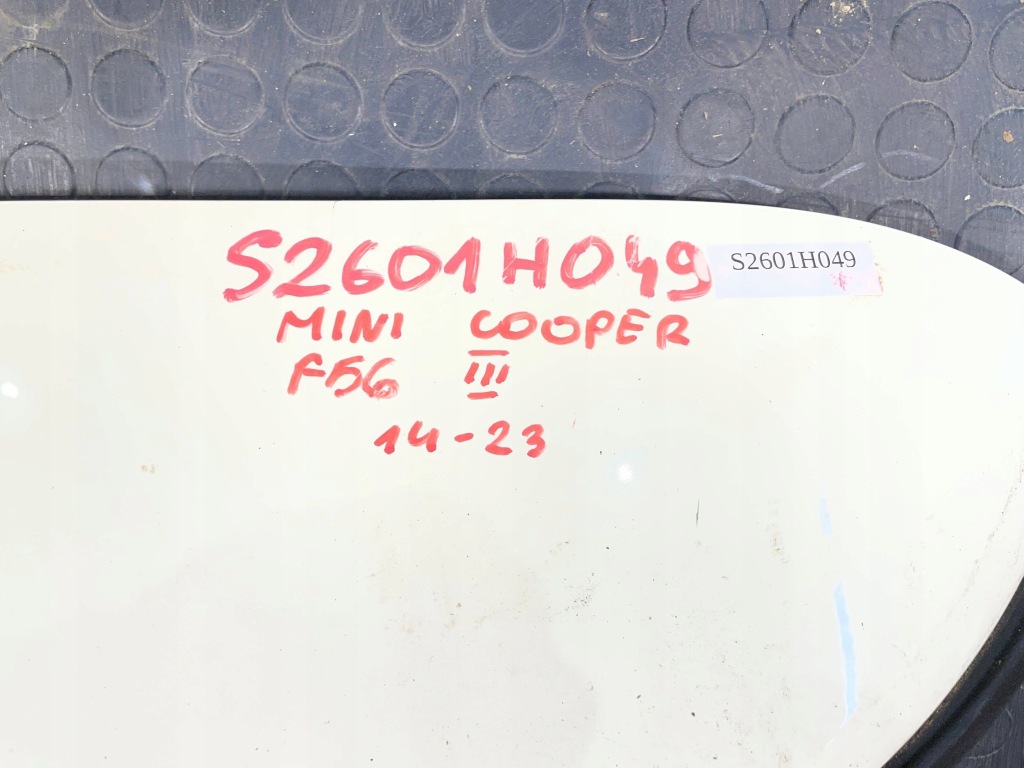 S2601H049 S2601H049
MINI COOPER
F56 III
14-23